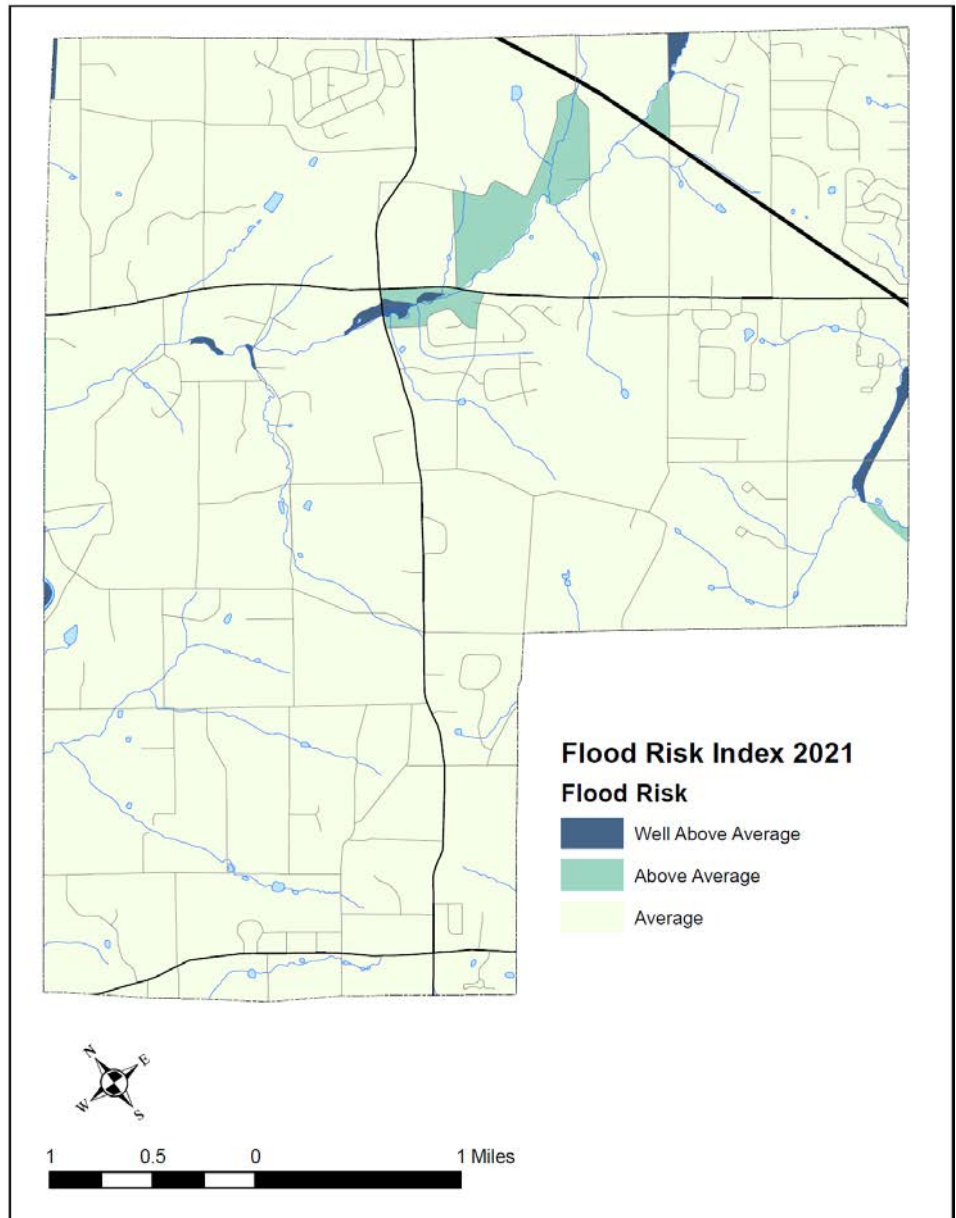 Flood Risk Index 2021
Flood Risk
Well Above Average
Above Average
Average
N
E
W
S
1 0.5 0 1 Miles